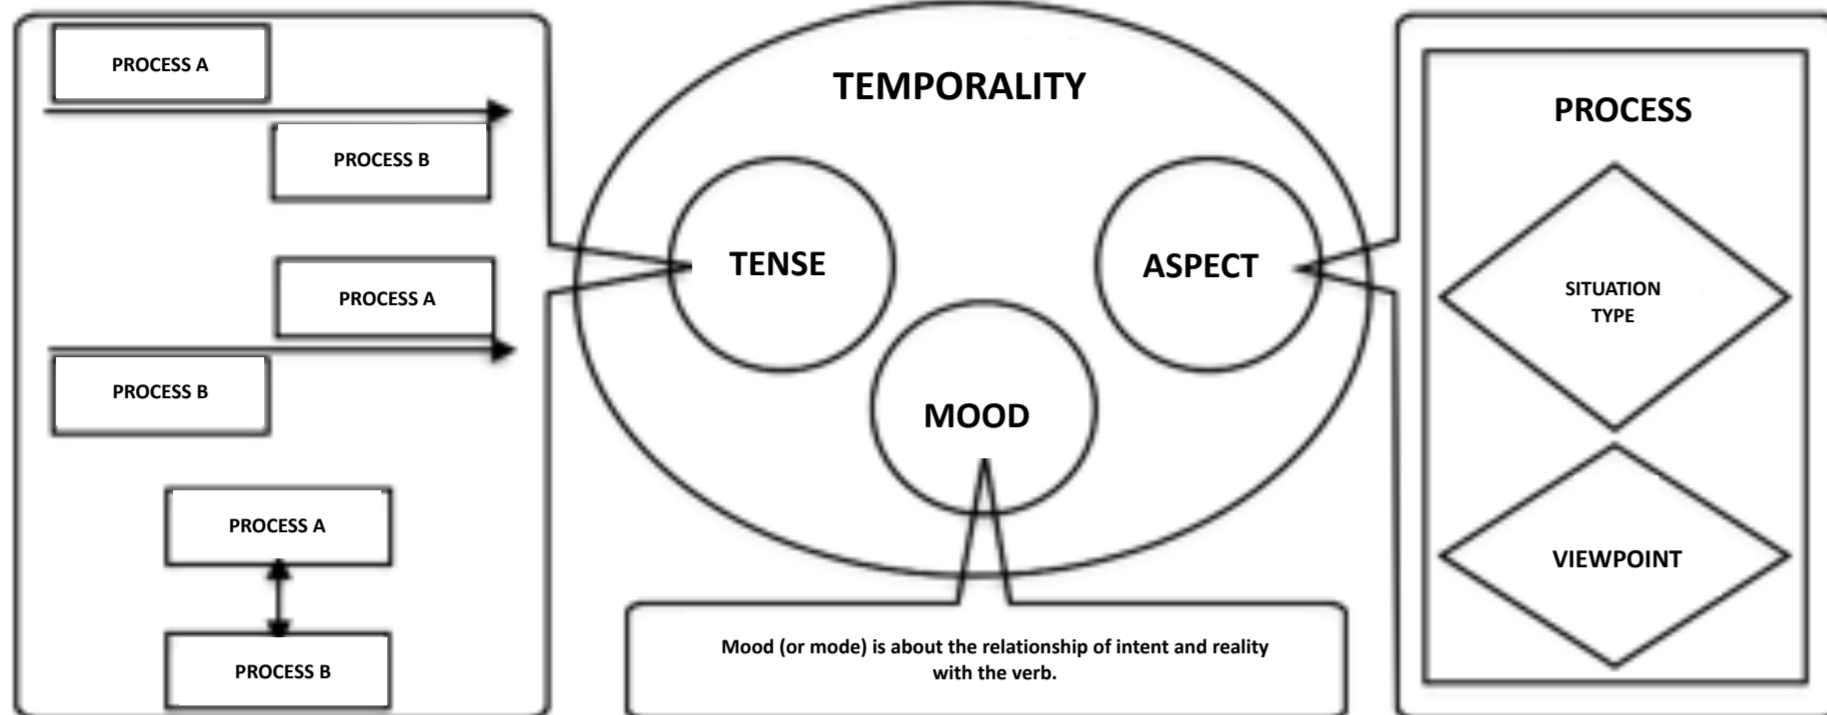 PROCESS A
PROCESS B
PROCESS A
PROCESS B
PROCESS A
PROCESS B
TEMPORALITY
TENSE
ASPECT
MOOD
Mood (or mode) is about the relationship of intent and reality
with the verb.
PROCESS
SITUATION
TYPE
VIEWPOINT